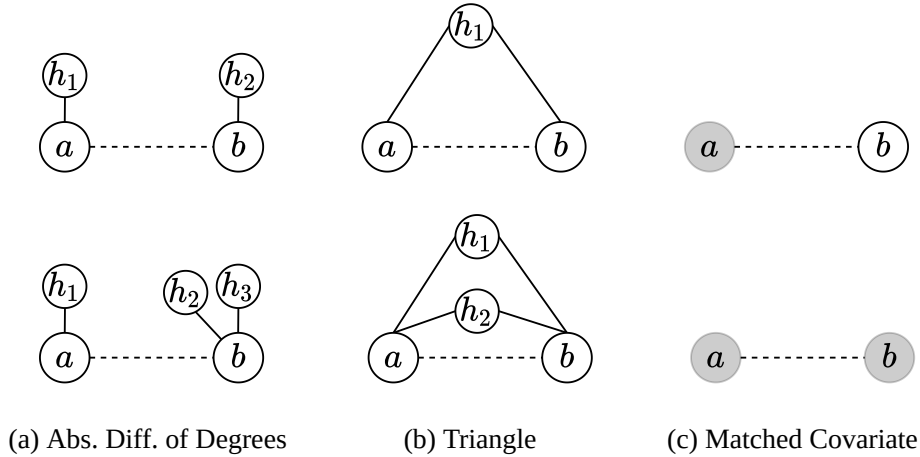 h₁ h₂ h₁
a b a b a b
h₁ h₂ h₃ h₁ h₂
a b a b a b
(a) Abs. Diff. of Degrees (b) Triangle (c) Matched Covariate